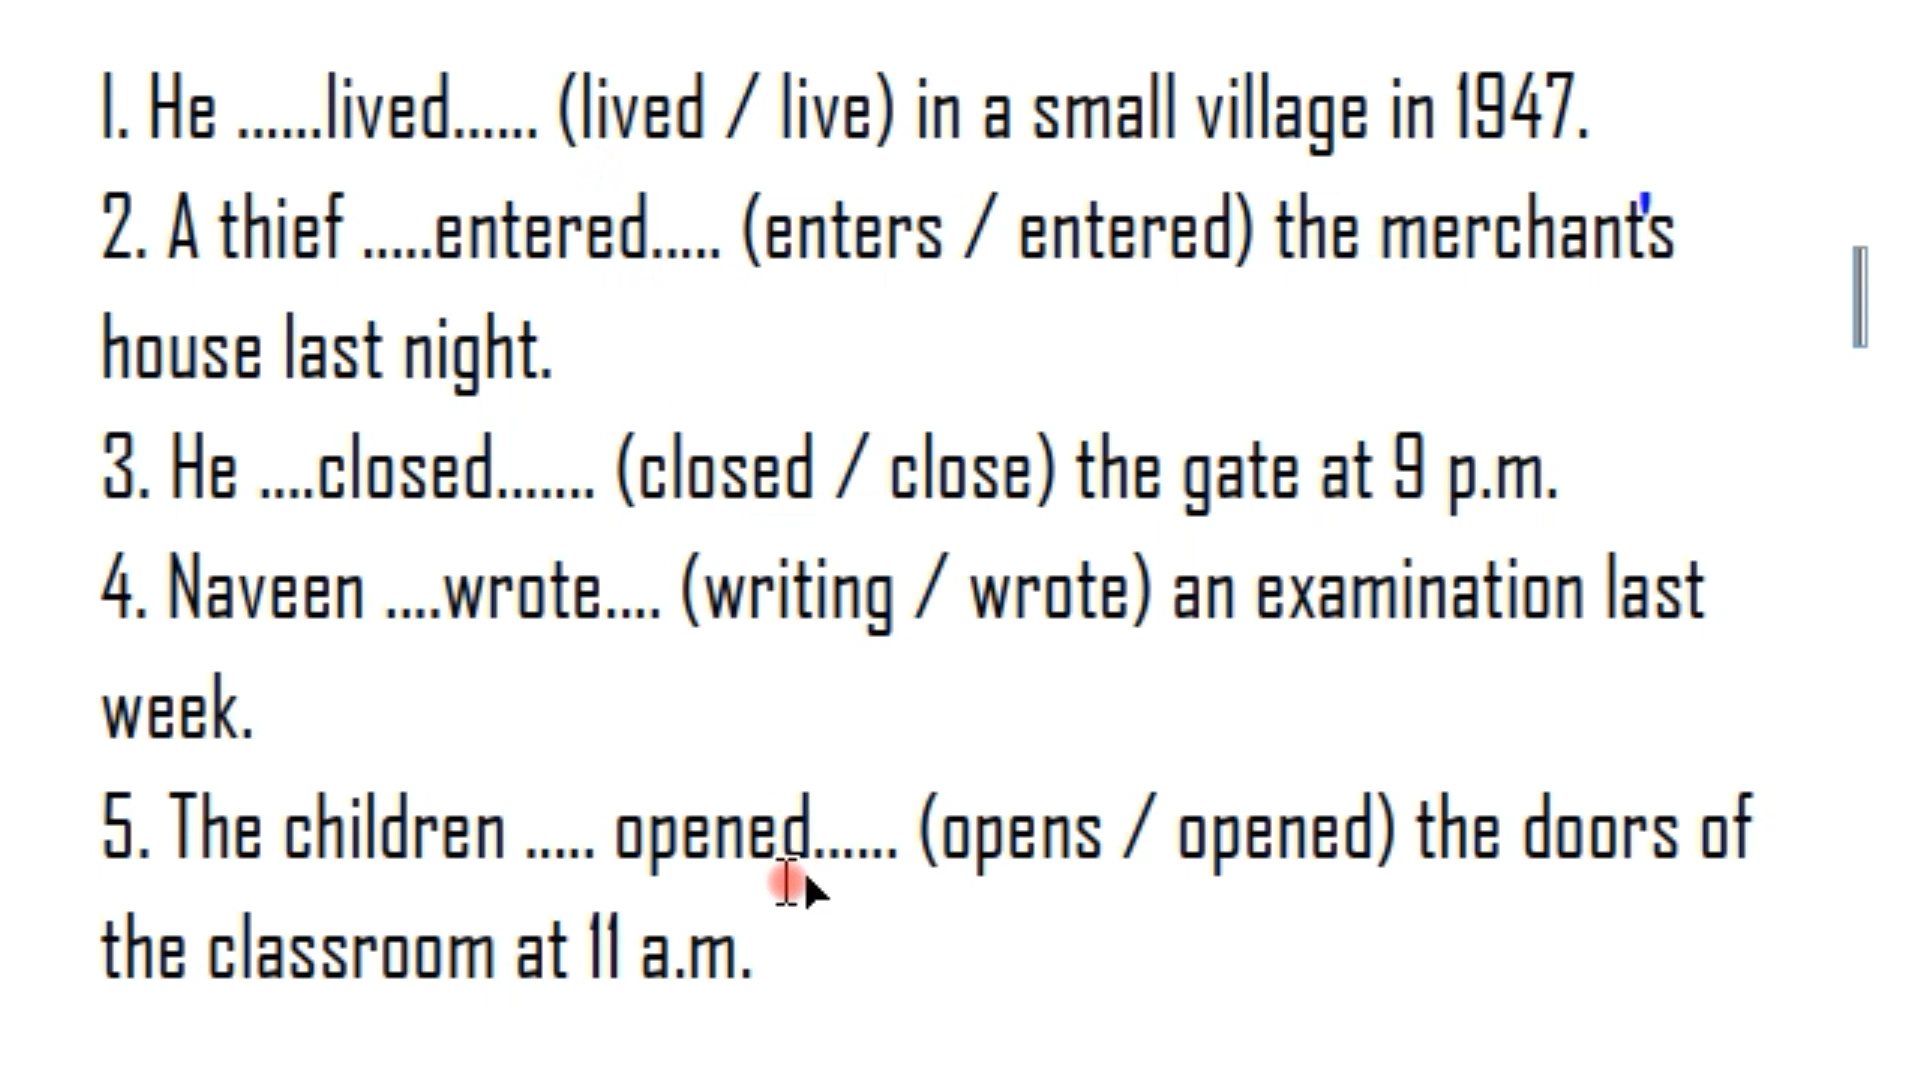 1. He ......lived...... (lived / live) in a small village in 1947.
2. A thief .....entered..... (enters / entered) the merchant's
house last night.
3. He ....closed....... (closed / close) the gate at 9 p.m.
4. Naveen ....wrote.... (writing / wrote) an examination last
week.
5. The children ..... opened...... (opens / opened) the doors of
the classroom at 11 a.m.